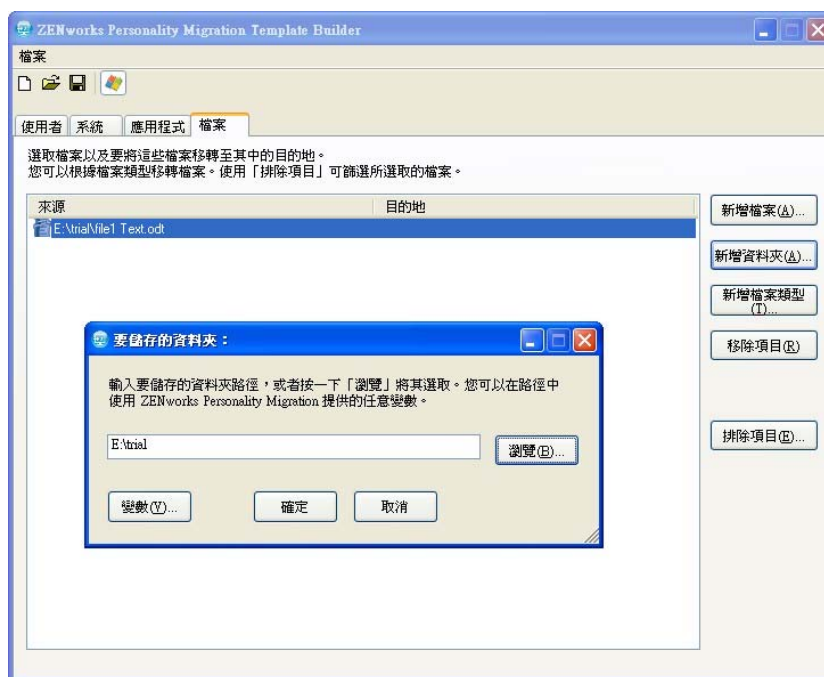 ZENworks Personality Migration Template Builder
檔案
使用者 系統 應用程式 檔案
選取檔案以及要將這些檔案移轉至其中的目的地。
您可以根據檔案類型移轉檔案。使用「排除項目」可篩選所選取的檔案。
來源 目的地
新增檔案(A)...
E:\trial\file1 Text.odt
新增資料夾(A)...
新增檔案類型
(T)...
移除項目(R)
排除項目(E)...
要儲存的資料夾：
輸入要儲存的資料夾路徑，或者按一下「瀏覽」將其選取。您可以在路徑中
使用 ZENworks Personality Migration 提供的任意變數。
E:\trial
瀏覽(B)...
變數(V)... 確定 取消